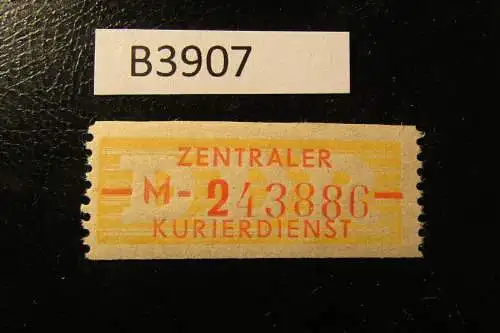 B3907
ZENTRALER
M-243886
KURIERDIENST